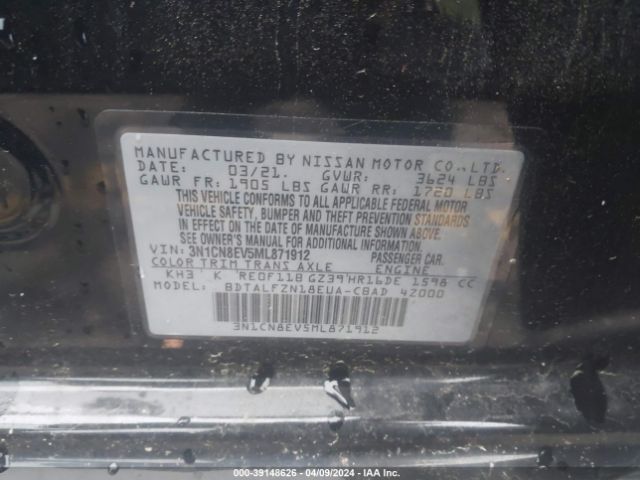 MANUFACTURED BY NISSAN MOTOR CO., LTD.
DATE: 03/21. GVWR: 3624 LBS
GAWR FR: 1905 LBS GAWR RR: 1720 LBS
THIS VEHICLE CONFORMS TO ALL APPLICABLE FEDERAL MOTOR
VEHICLE SAFETY, BUMPER AND THEFT PREVENTION STANDARDS
IN EFFECT ON THE DATE OF MANUFACTURE SHOWN ABOVE.
SEE OWNER'S MANUAL FOR ADDITIONAL INFORMATION.
VIN: 3N1CN8EV5ML871912 PASSENGER CAR.
COLOR TRIM TRANS AXLE ENGINE
KH3 K RE0F11B GZ39 HR16DE 1598 CC
MODEL: BDTALFZN18EUA-CBAD 42000
3N1CN8EV5ML871912
000-39148626 - 04/09/2024 - IAA Inc.